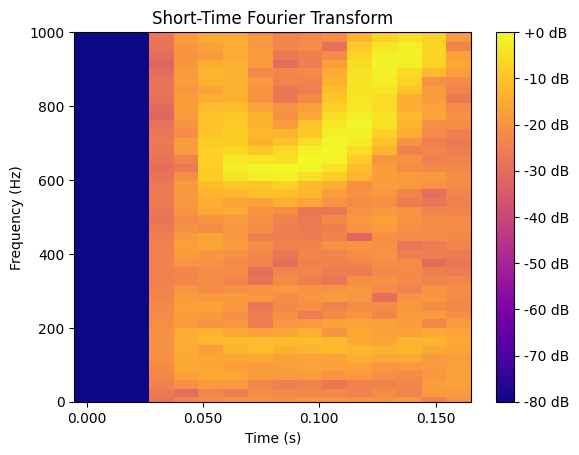 Short-Time Fourier Transform
1000
800
600
400
200
0
Frequency (Hz)
0.000
0.050
0.100
0.150
Time (s)
+0 dB
-10 dB
-20 dB
-30 dB
-40 dB
-50 dB
-60 dB
-70 dB
-80 dB